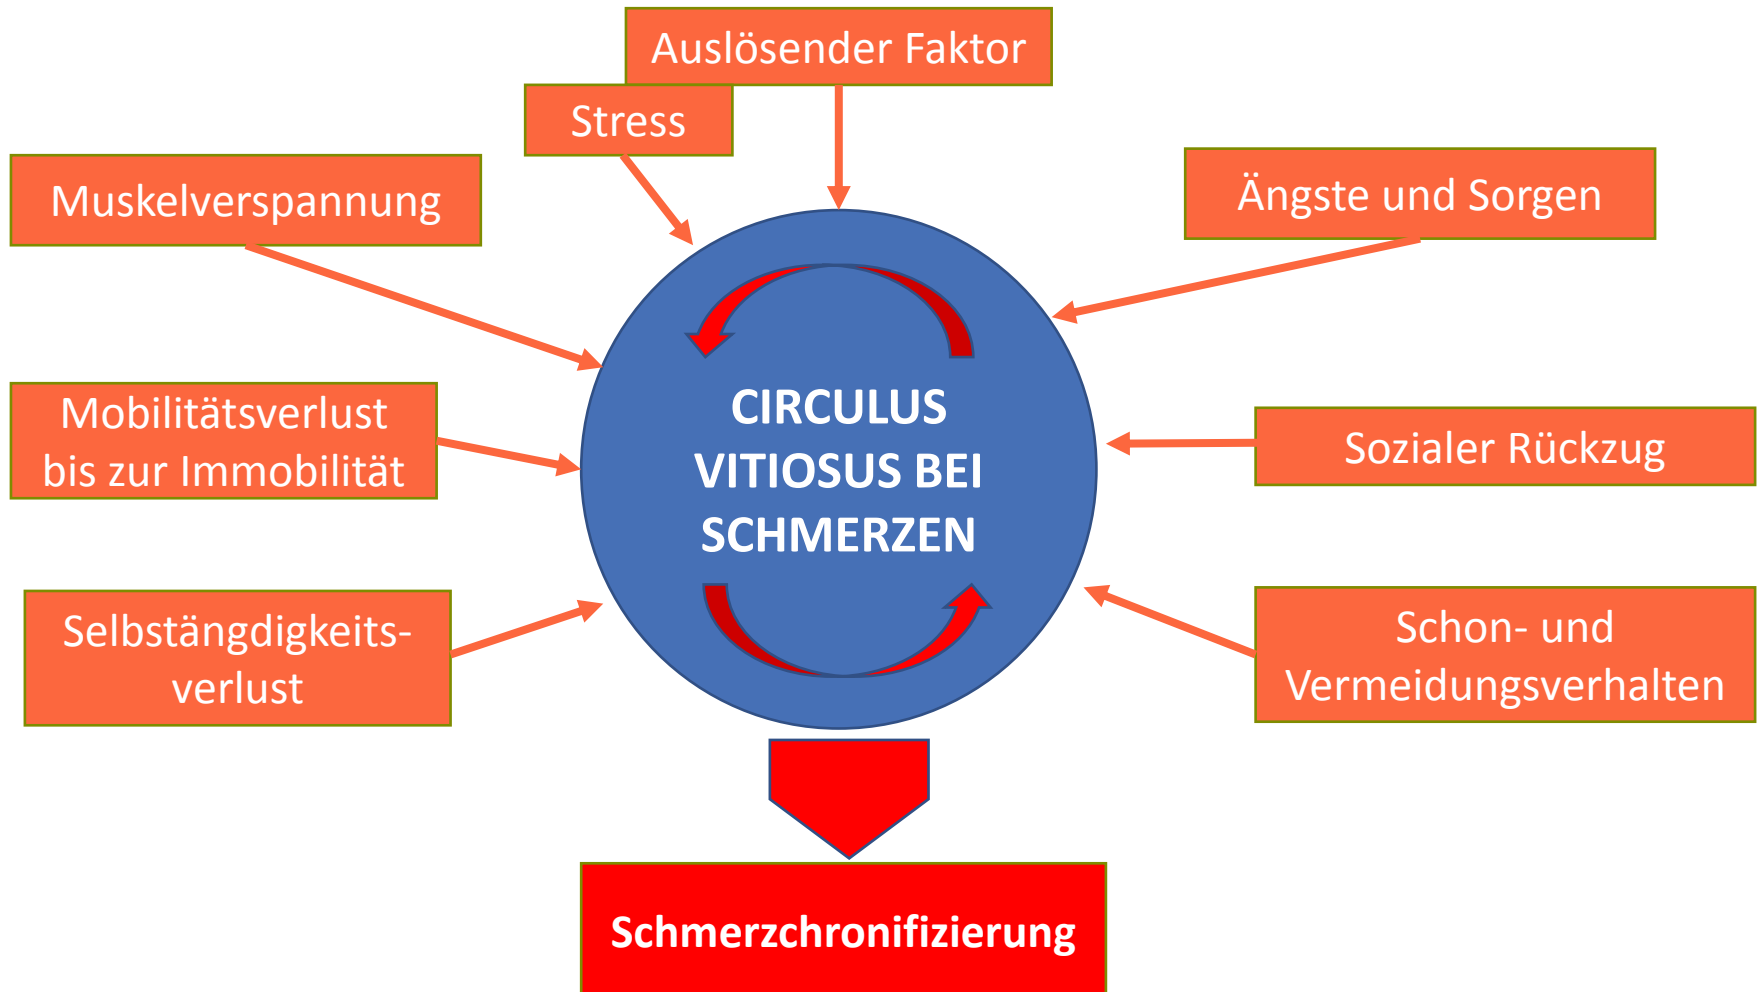 Auslösender Faktor
Stress
Muskelverspannung
Ängste und Sorgen
Mobilitätsverlust
bis zur Immobilität
CIRCULUS
VITIOSUS BEI
SCHMERZEN
Sozialer Rückzug
Selbstängdigkeits-
verlust
Schon- und
Vermeidungsverhalten
Schmerzchronifizierung